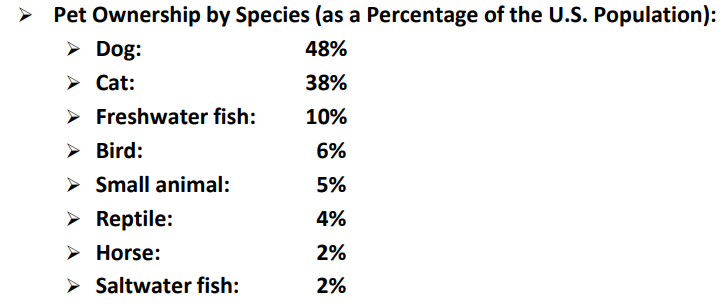 ➢ Pet Ownership by Species (as a Percentage of the U.S. Population):
➢ Dog: 48%
➢ Cat: 38%
➢ Freshwater fish: 10%
➢ Bird: 6%
➢ Small animal: 5%
➢ Reptile: 4%
➢ Horse: 2%
➢ Saltwater fish: 2%